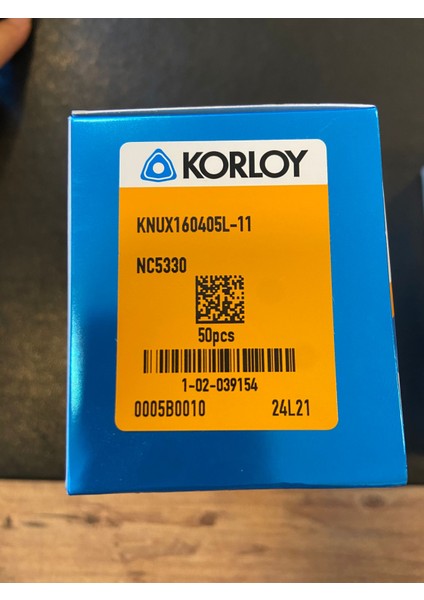 KORLOY
KNUX160405L-11
NC5330
50pcs
1-02-039154
0005B0010 24L21